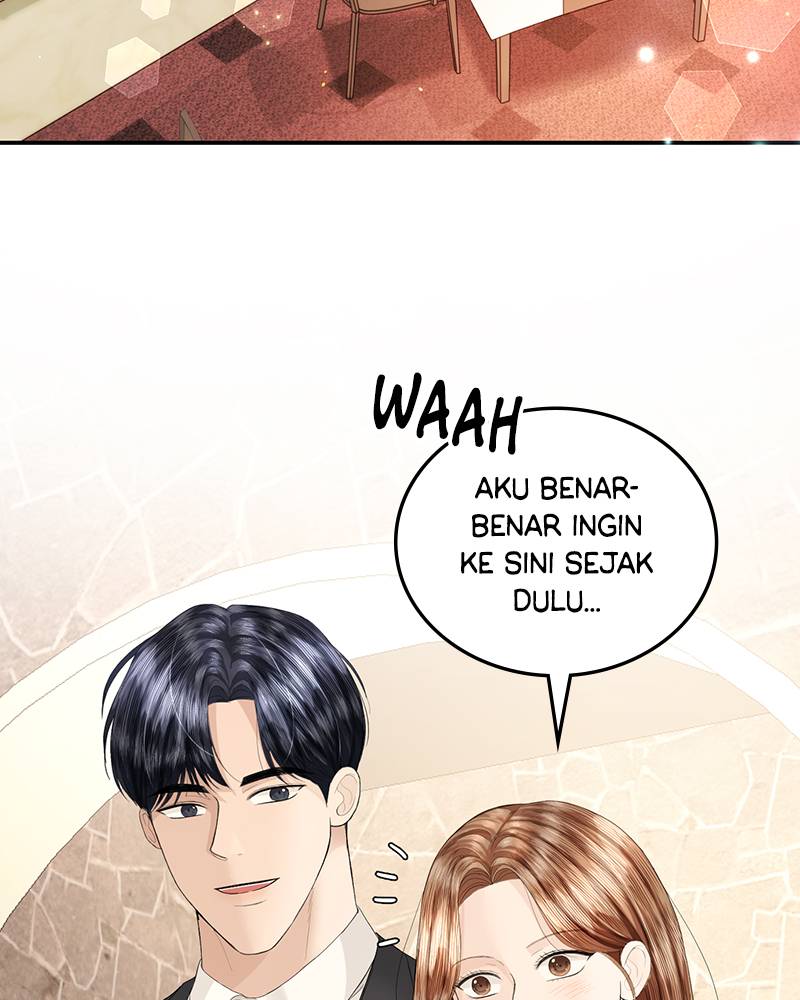 WAAH
AKU BENAR-
BENAR INGIN
KE SINI SEJAK
DULU...